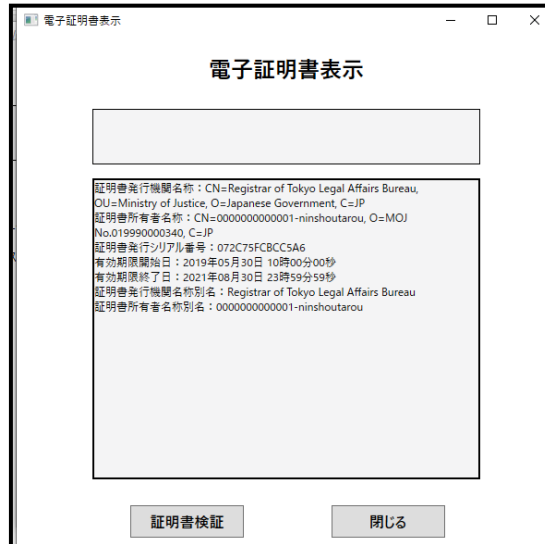 電子証明書表示
電子証明書表示
証明書発行機関名称：CN=Registrar of Tokyo Legal Affairs Bureau,
OU=Ministry of Justice, O=Japanese Government, C=JP
証明書所有者名称：CN=0000000000001-ninshoutarou, O=MOJ
No.019990000340, C=JP
証明書発行シリアル番号：072C75FCBCC5A6
有効期限開始日：2019年05月30日 10時00分00秒
有効期限終了日：2021年08月30日 23時59分59秒
証明書発行機関名称別名：Registrar of Tokyo Legal Affairs Bureau
証明書所有者名称別名：0000000000001-ninshoutarou
証明書検証
閉じる